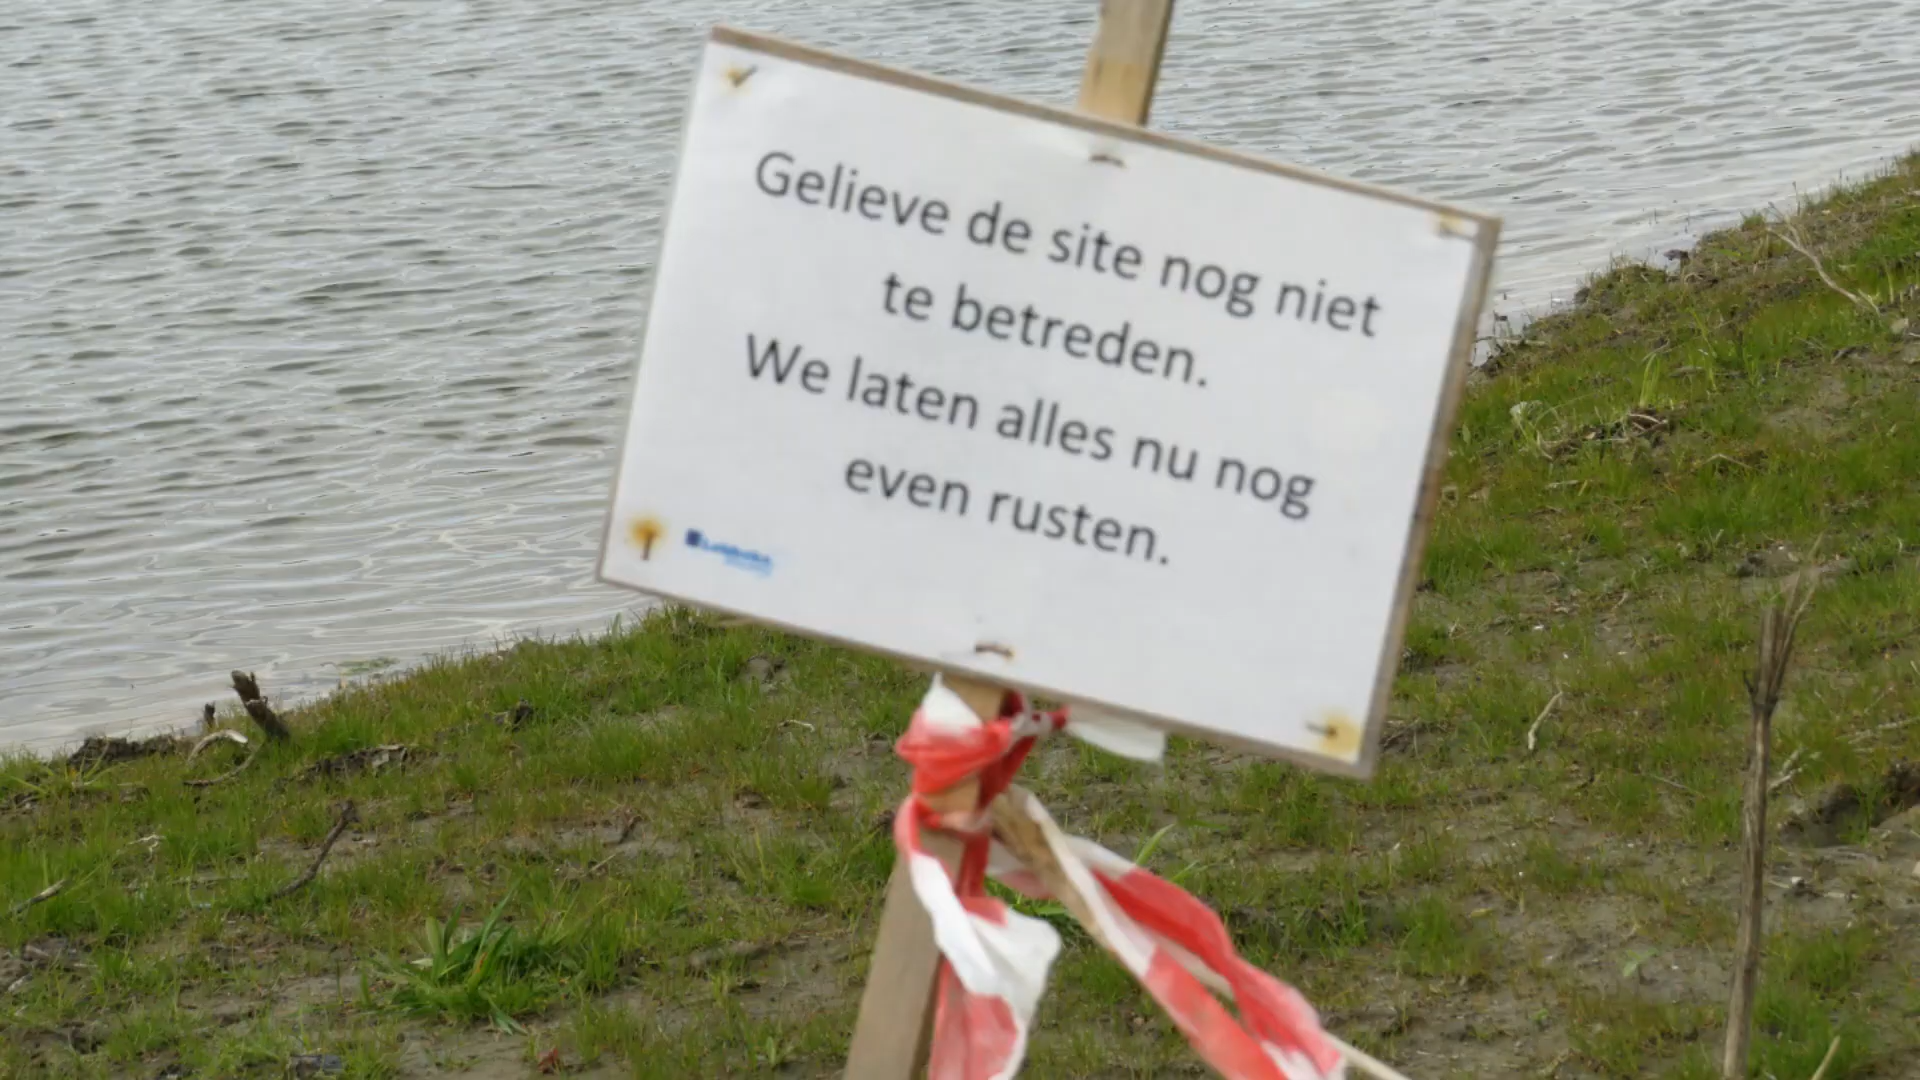 Gelieve de site nog niet
te betreden.
We laten alles nu nog
even rusten.